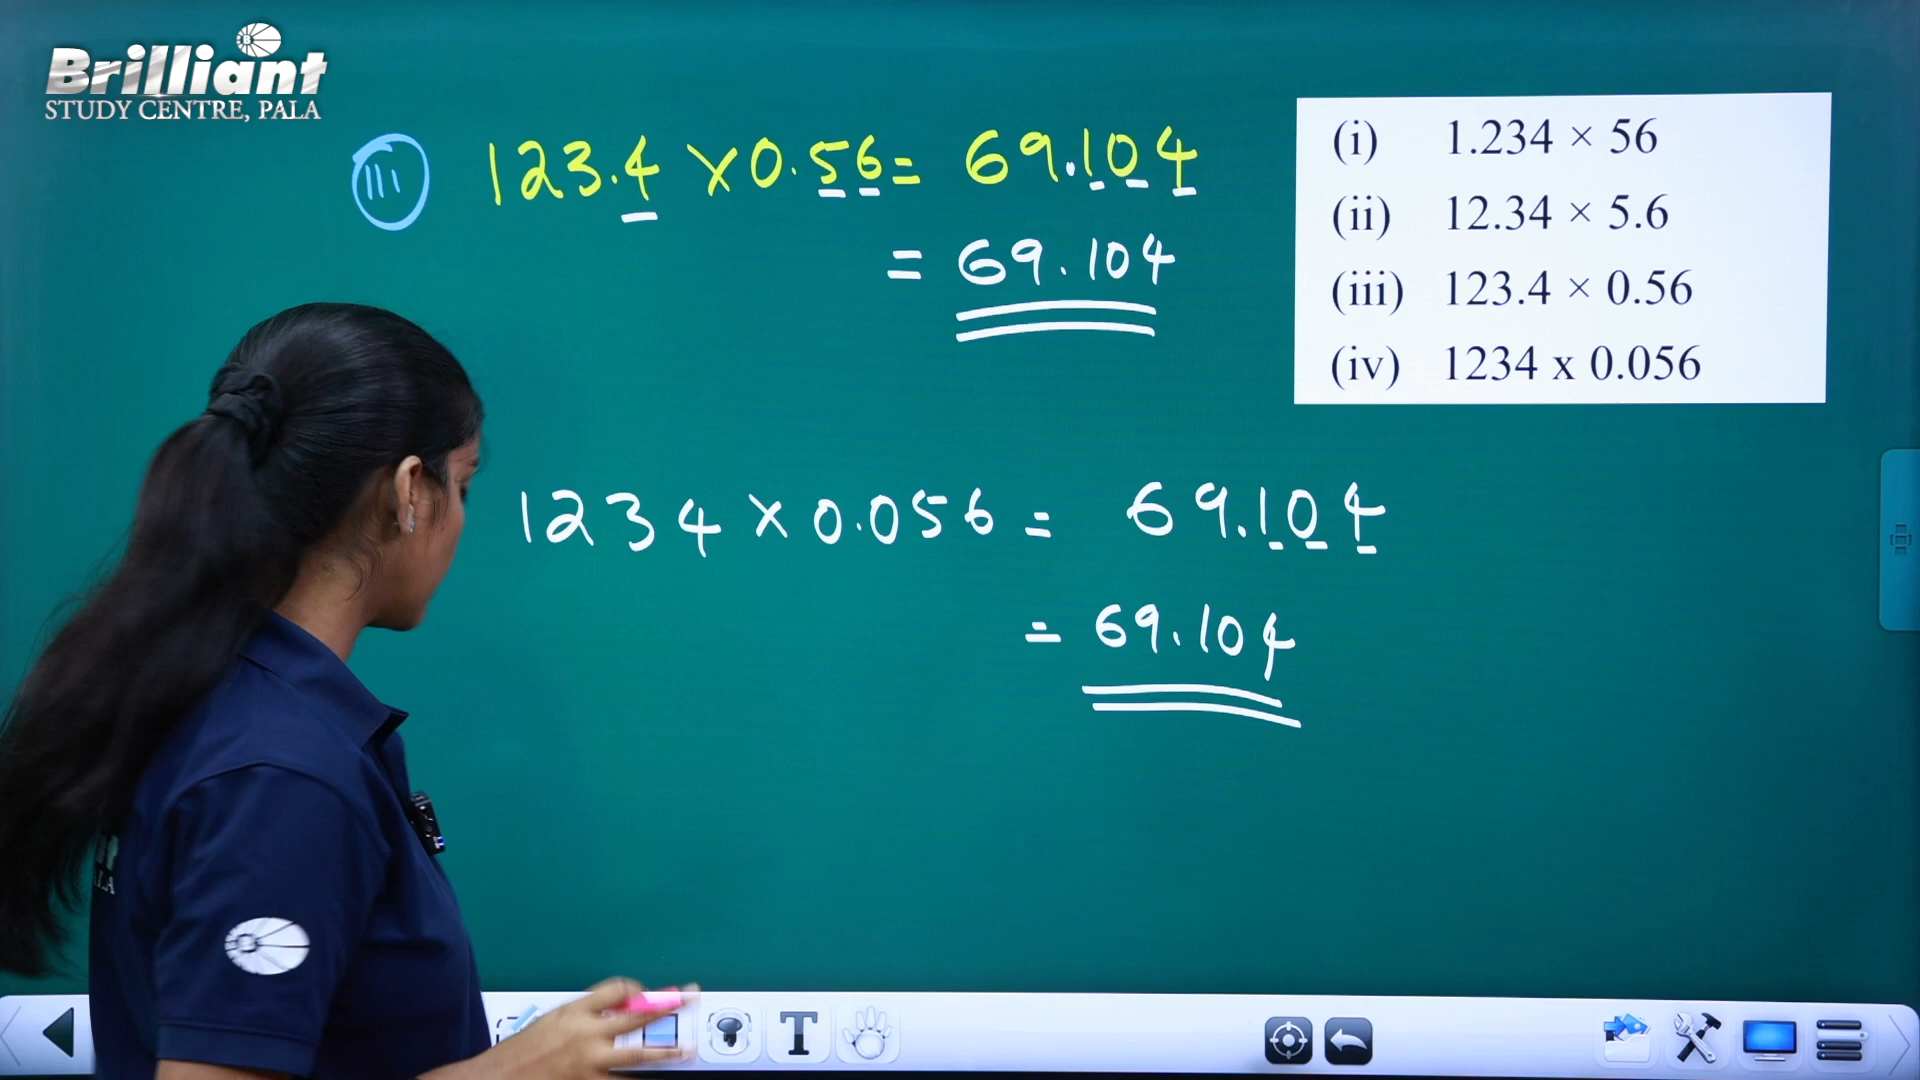 Brilliant
STUDY CENTRE, PALA
iii 123.4 × 0.56 = 69.104
= 69.104
(i) 1.234 × 56
(ii) 12.34 × 5.6
(iii) 123.4 × 0.56
(iv) 1234 x 0.056
1234 × 0.056 = 69.104
= 69.104
T